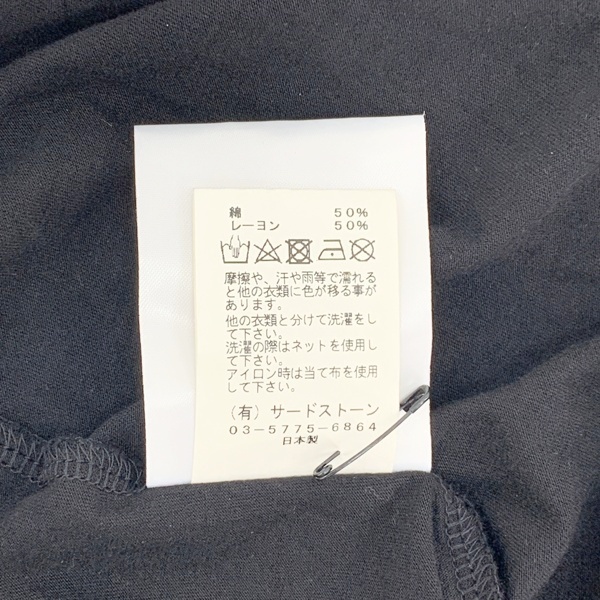 綿 50%
レーヨン 50%
摩擦や、汗や雨等で濡れる
と他の衣類に色が移る事が
あります。
他の衣類と分けて洗濯をし
て下さい。
洗濯の際はネットを使用し
て下さい。
アイロン時は当て布を使用
して下さい。
(有)サードストーン
03-5775-6864
日本製